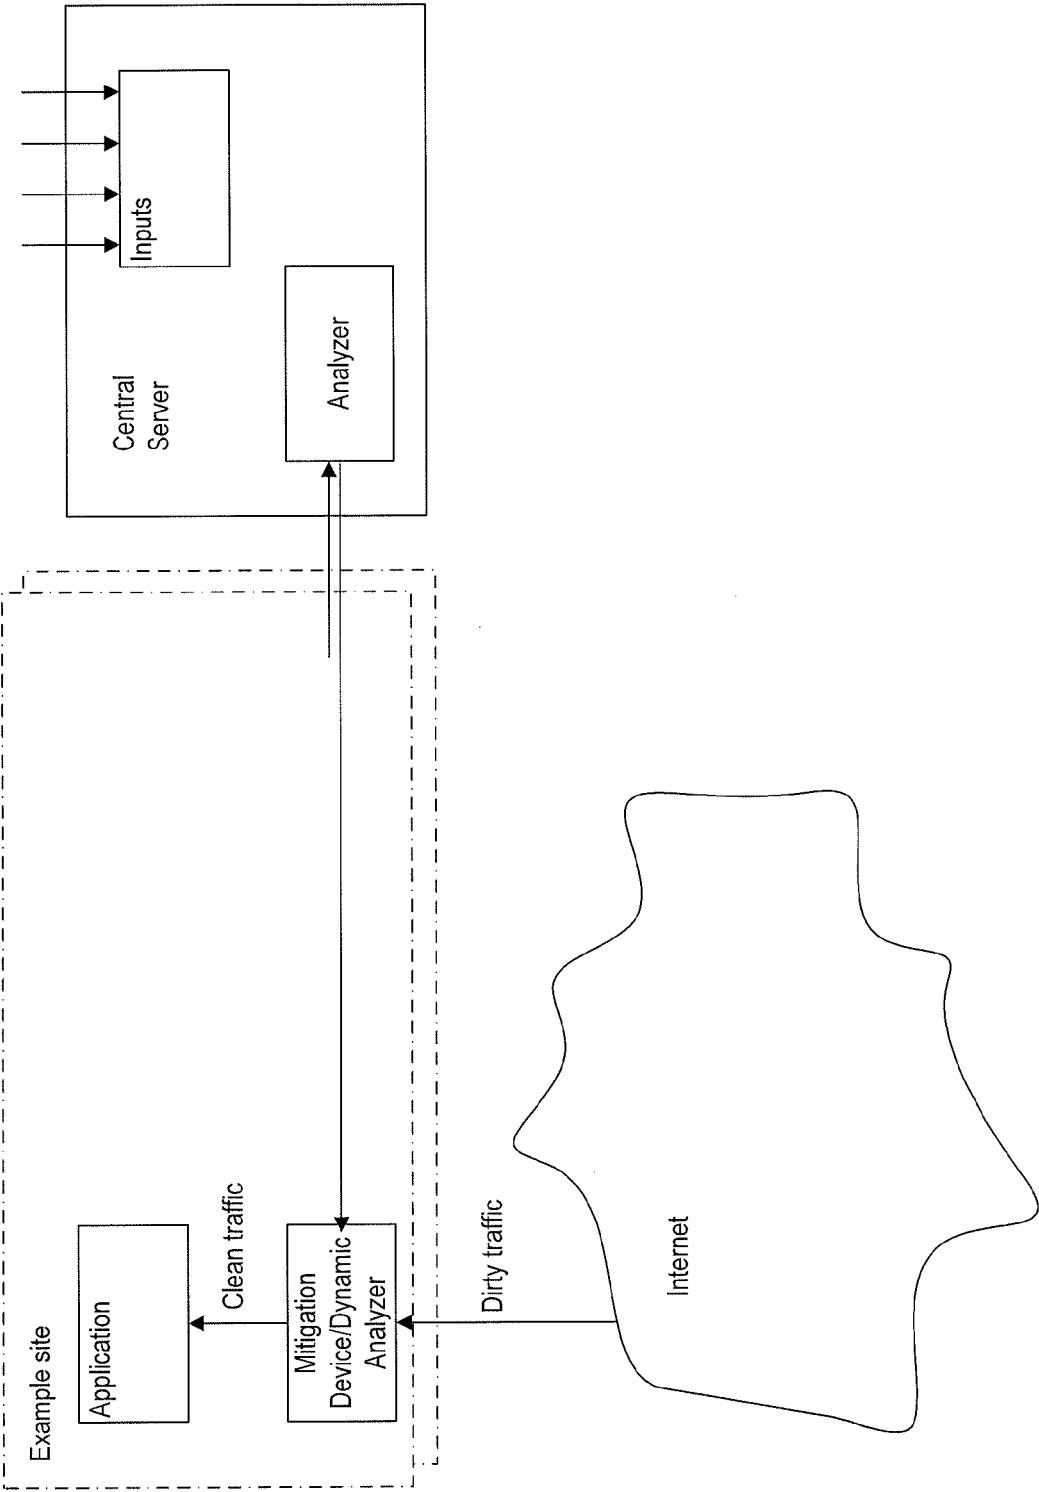 Example site
Application
Clean traffic
Mitigation
Device/Dynamic
Analyzer
Dirty traffic
Internet
Central
Server
Inputs
Analyzer